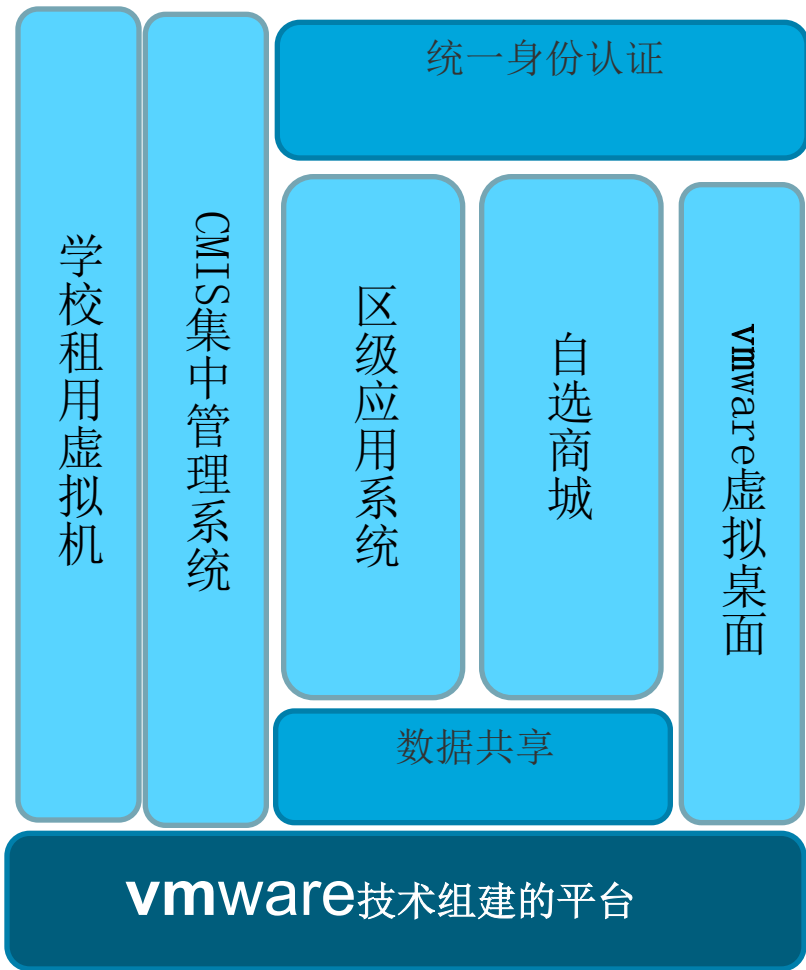 统一身份认证
学校租用虚拟机
CMIS集中管理系统
区级应用系统
自选商城
vmware虚拟桌面
数据共享
vmware技术组建的平台